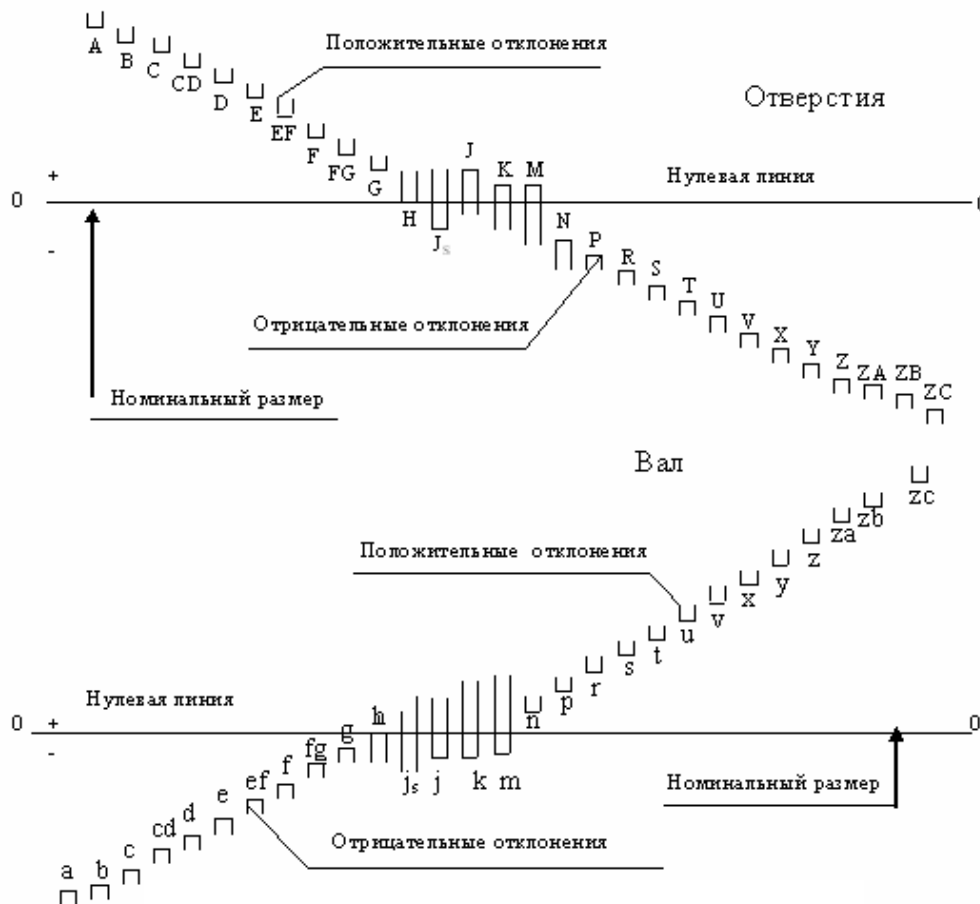 A B C CD D E EF F FG G H Js J K M N P R S T U V X Y Z ZA ZB ZC
Положительные отклонения
Отверстия
+
0 Нулевая линия 0
-
Отрицательные отклонения
Номинальный размер
Вал
Положительные отклонения
Нулевая линия
0 + 0
-
Номинальный размер
Отрицательные отклонения
a b c cd d e ef f fg g h js j k m n p r s t u v x y z za zb zc